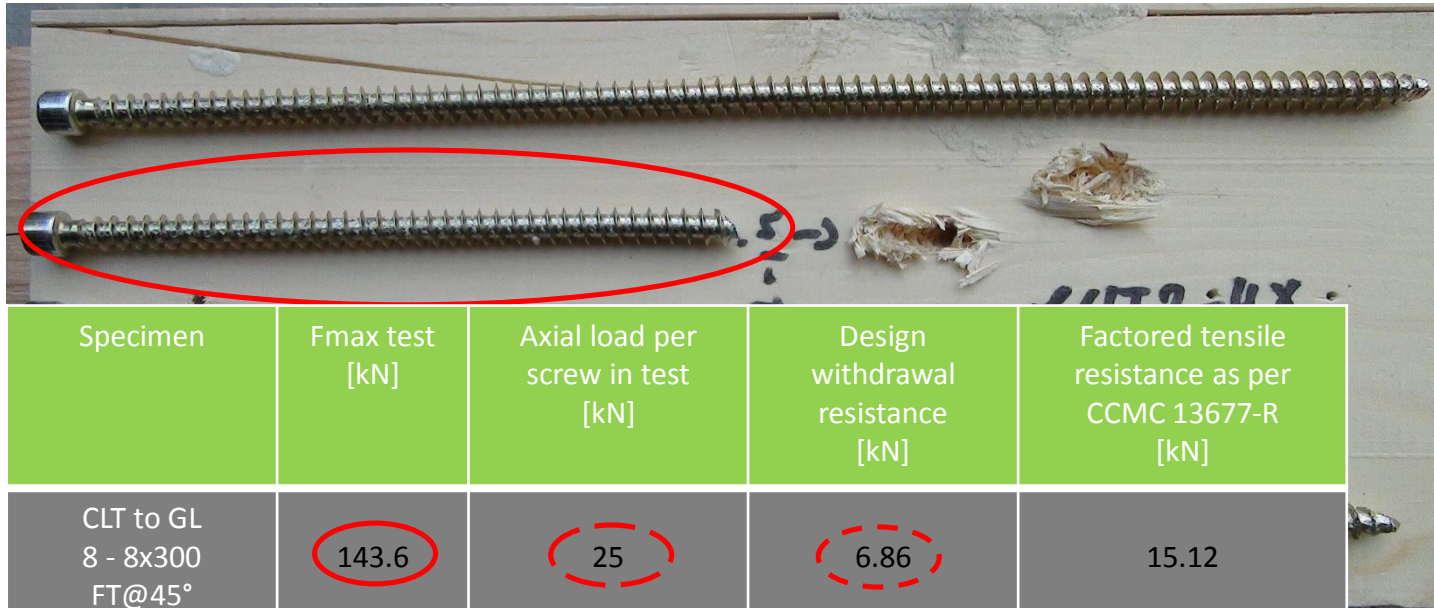 Specimen
Fmax test
[kN]
Axial load per
screw in test
[kN]
Design
withdrawal
resistance
[kN]
Factored tensile
resistance as per
CCMC 13677-R
[kN]
CLT to GL
8 - 8x300
FT@45°
143.6
25
6.86
15.12